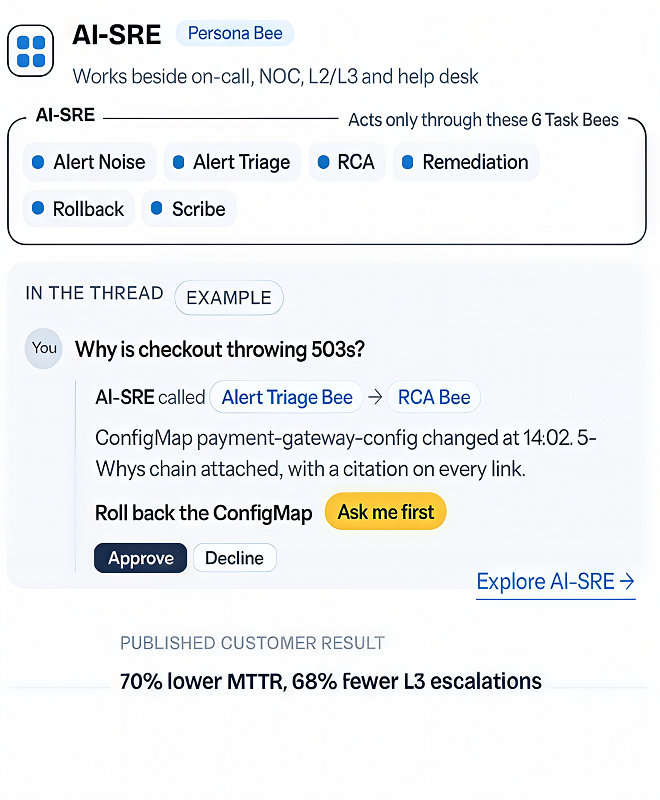 AI-SRE Persona Bee
Works beside on-call, NOC, L2/L3 and help desk
AI-SRE Acts only through these 6 Task Bees
Alert Noise Alert Triage RCA Remediation
Rollback Scribe
IN THE THREAD EXAMPLE
You Why is checkout throwing 503s?
AI-SRE called Alert Triage Bee → RCA Bee
ConfigMap payment-gateway-config changed at 14:02. 5-
Whys chain attached, with a citation on every link.
Roll back the ConfigMap Ask me first
Approve Decline
Explore AI-SRE →
PUBLISHED CUSTOMER RESULT
70% lower MTTR, 68% fewer L3 escalations